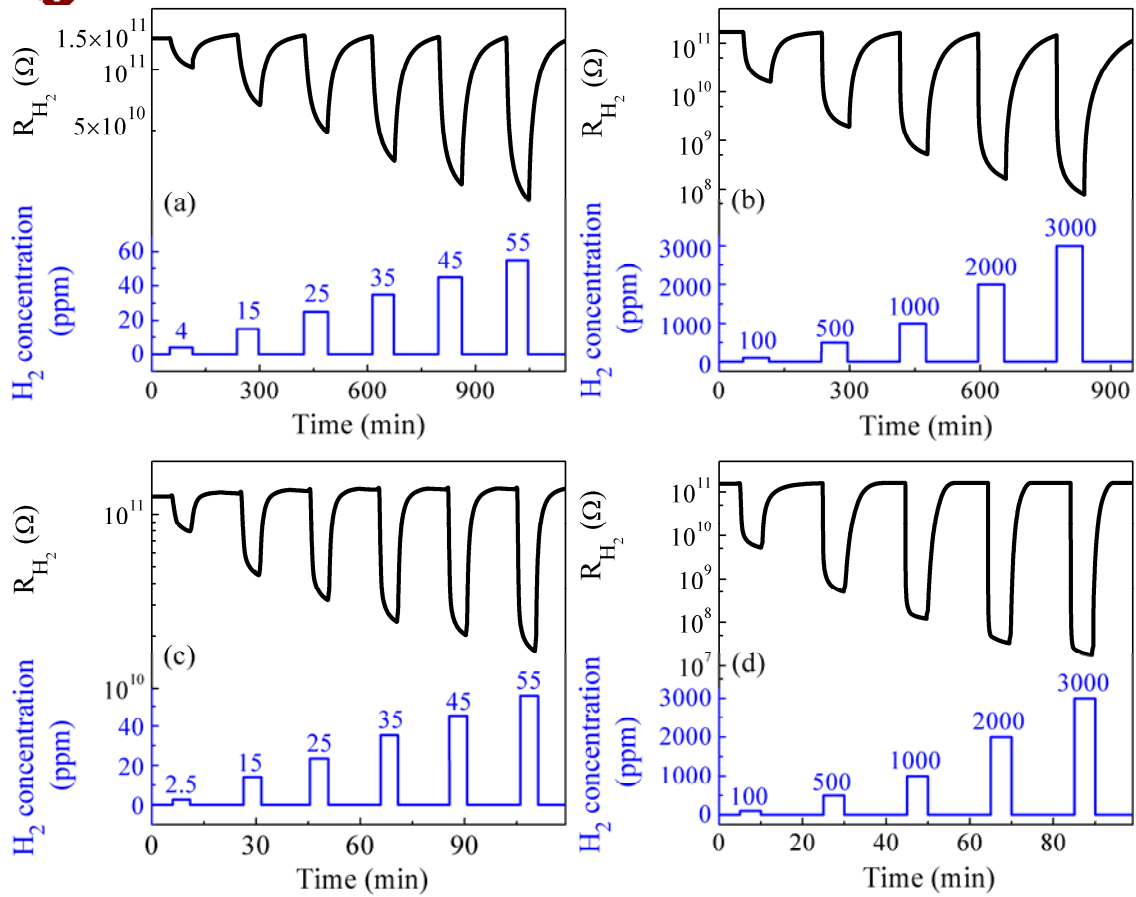 1.5×10¹¹
10¹¹
5×10¹⁰
R_H₂ (Ω)
(a)
H₂ concentration
(ppm)
60
40
20
0
4
15
25
35
45
55
0 300 600 900
Time (min)
10¹¹
10¹⁰
10⁹
10⁸
R_H₂ (Ω)
(b)
H₂ concentration
(ppm)
3000
2000
1000
0
100
500
1000
2000
3000
0 300 600 900
Time (min)
10¹¹
10¹⁰
R_H₂ (Ω)
(c)
H₂ concentration
(ppm)
40
20
0
2.5
15
25
35
45
55
0 30 60 90
Time (min)
10¹¹
10¹⁰
10⁹
10⁸
10⁷
R_H₂ (Ω)
(d)
H₂ concentration
(ppm)
3000
2000
1000
0
100
500
1000
2000
3000
0 20 40 60 80
Time (min)